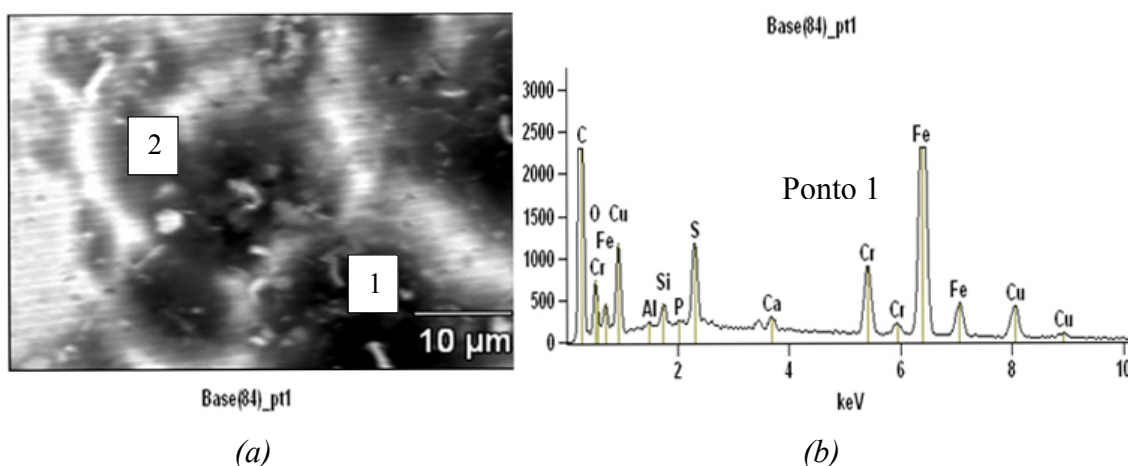 2
1
10 µm
Base(84)_pt1
(a)
Base(84)_pt1
3000
2500
2000
1500
1000
500
0
C
O
Fe
Cr
Cu
Al
Si
P
S
Ca
Cr
Cr
Fe
Fe
Cu
Cu
Ponto 1
2
4
6
8
10
keV
(b)